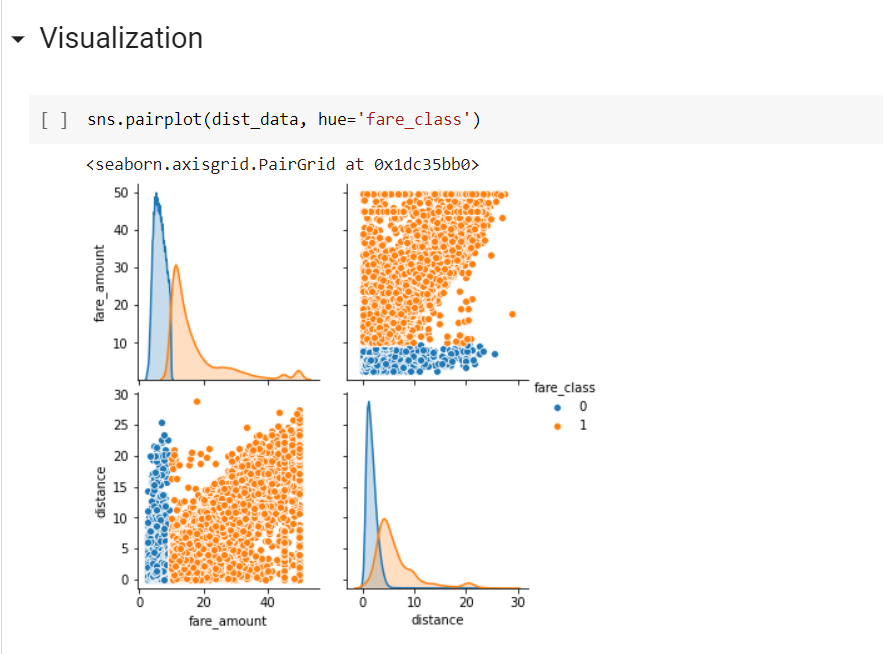 Visualization
[ ] sns.pairplot(dist_data, hue='fare_class')
<seaborn.axisgrid.PairGrid at 0x1dc35bb0>
50
40
30
20
10
fare_amount
30
25
20
15
10
5
0
distance
0 20 40
fare_amount
0 10 20 30
distance
fare_class
0
1